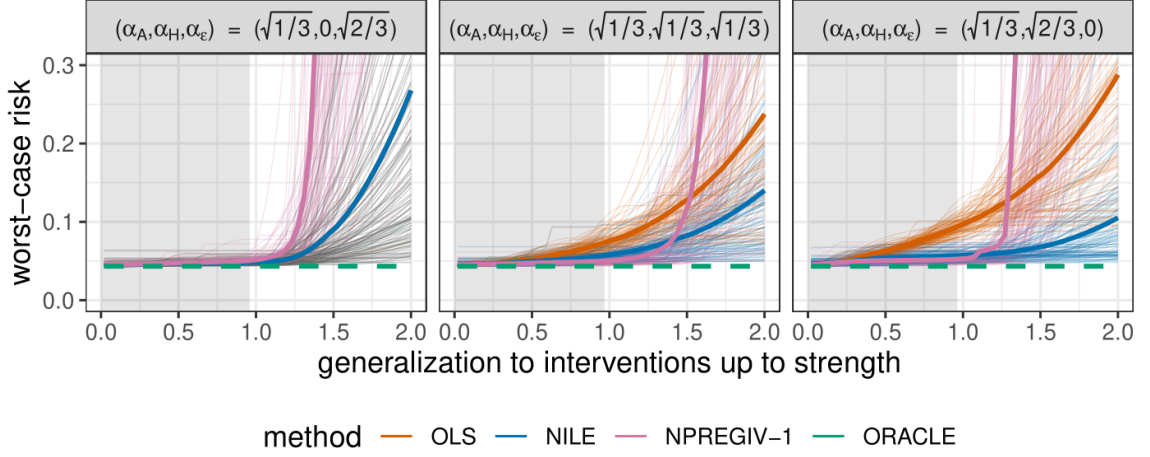 (α_A,α_H,α_ε) = (√1/3,0,√2/3)
(α_A,α_H,α_ε) = (√1/3,√1/3,√1/3)
(α_A,α_H,α_ε) = (√1/3,√2/3,0)
worst−case risk
0.3
0.2
0.1
0.0
0.0 0.5 1.0 1.5 2.0 0.0 0.5 1.0 1.5 2.0 0.0 0.5 1.0 1.5 2.0
generalization to interventions up to strength
method OLS NILE NPREGIV−1 ORACLE